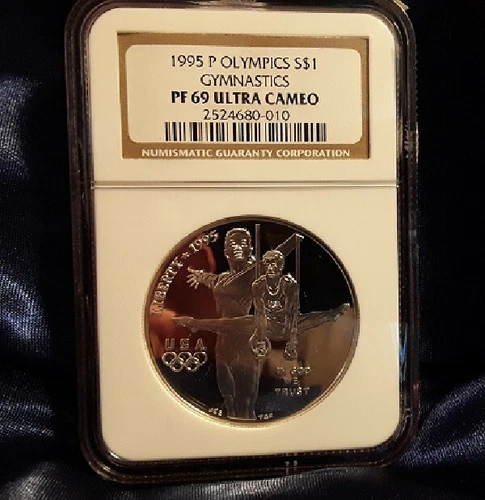 1995 P OLYMPICS S$1
GYMNASTICS
PF 69 ULTRA CAMEO
2524680-010
NUMISMATIC GUARANTY CORPORATION
LIBERTY 1995
USA
IN GOD
WE
TRUST